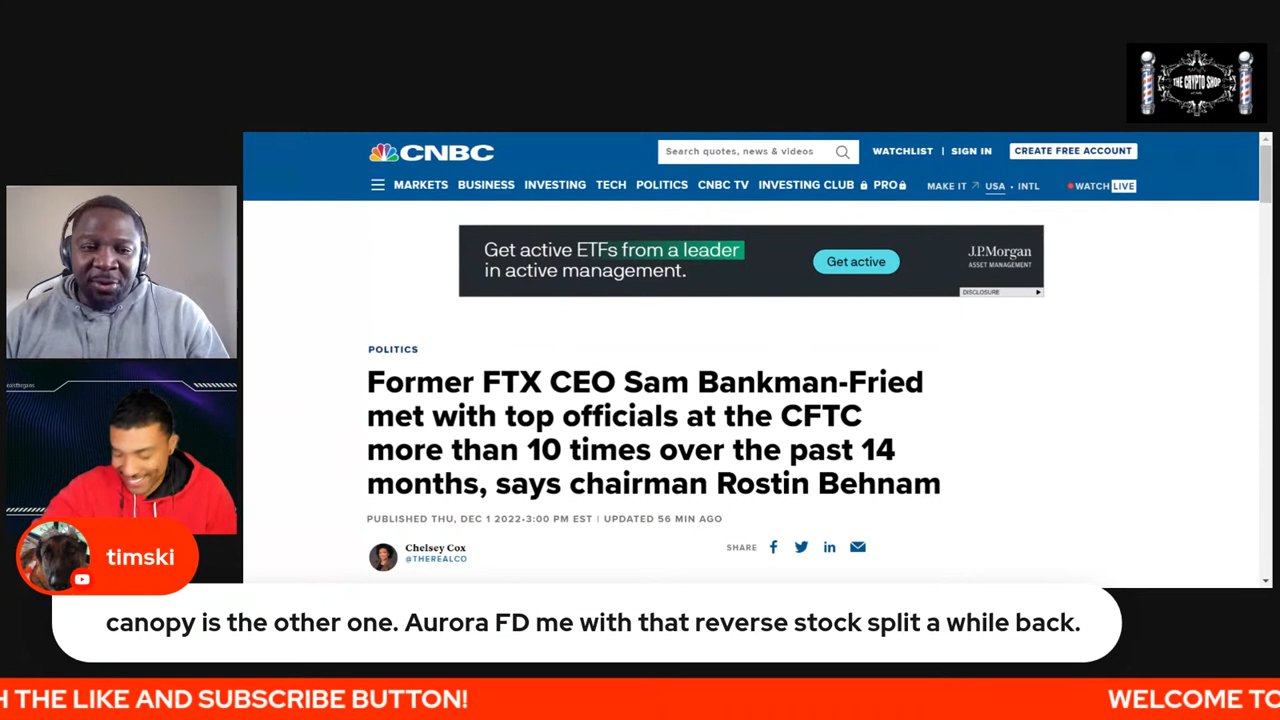 THE CRYPTO SHOP
CNBC
Search quotes, news & videos
WATCHLIST | SIGN IN
CREATE FREE ACCOUNT
MARKETS BUSINESS INVESTING TECH POLITICS CNBC TV INVESTING CLUB PRO
MAKE IT USA • INTL
WATCH LIVE
Get active ETFs from a leader
in active management.
Get active
J.P.Morgan
ASSET MANAGEMENT
DISCLOSURE
POLITICS
Former FTX CEO Sam Bankman-Fried
met with top officials at the CFTC
more than 10 times over the past 14
months, says chairman Rostin Behnam
PUBLISHED THU, DEC 1 2022•3:00 PM EST | UPDATED 56 MIN AGO
Chelsey Cox
@THEREALCO
SHARE
timski
canopy is the other one. Aurora FD me with that reverse stock split a while back.
H THE LIKE AND SUBSCRIBE BUTTON!
WELCOME TO